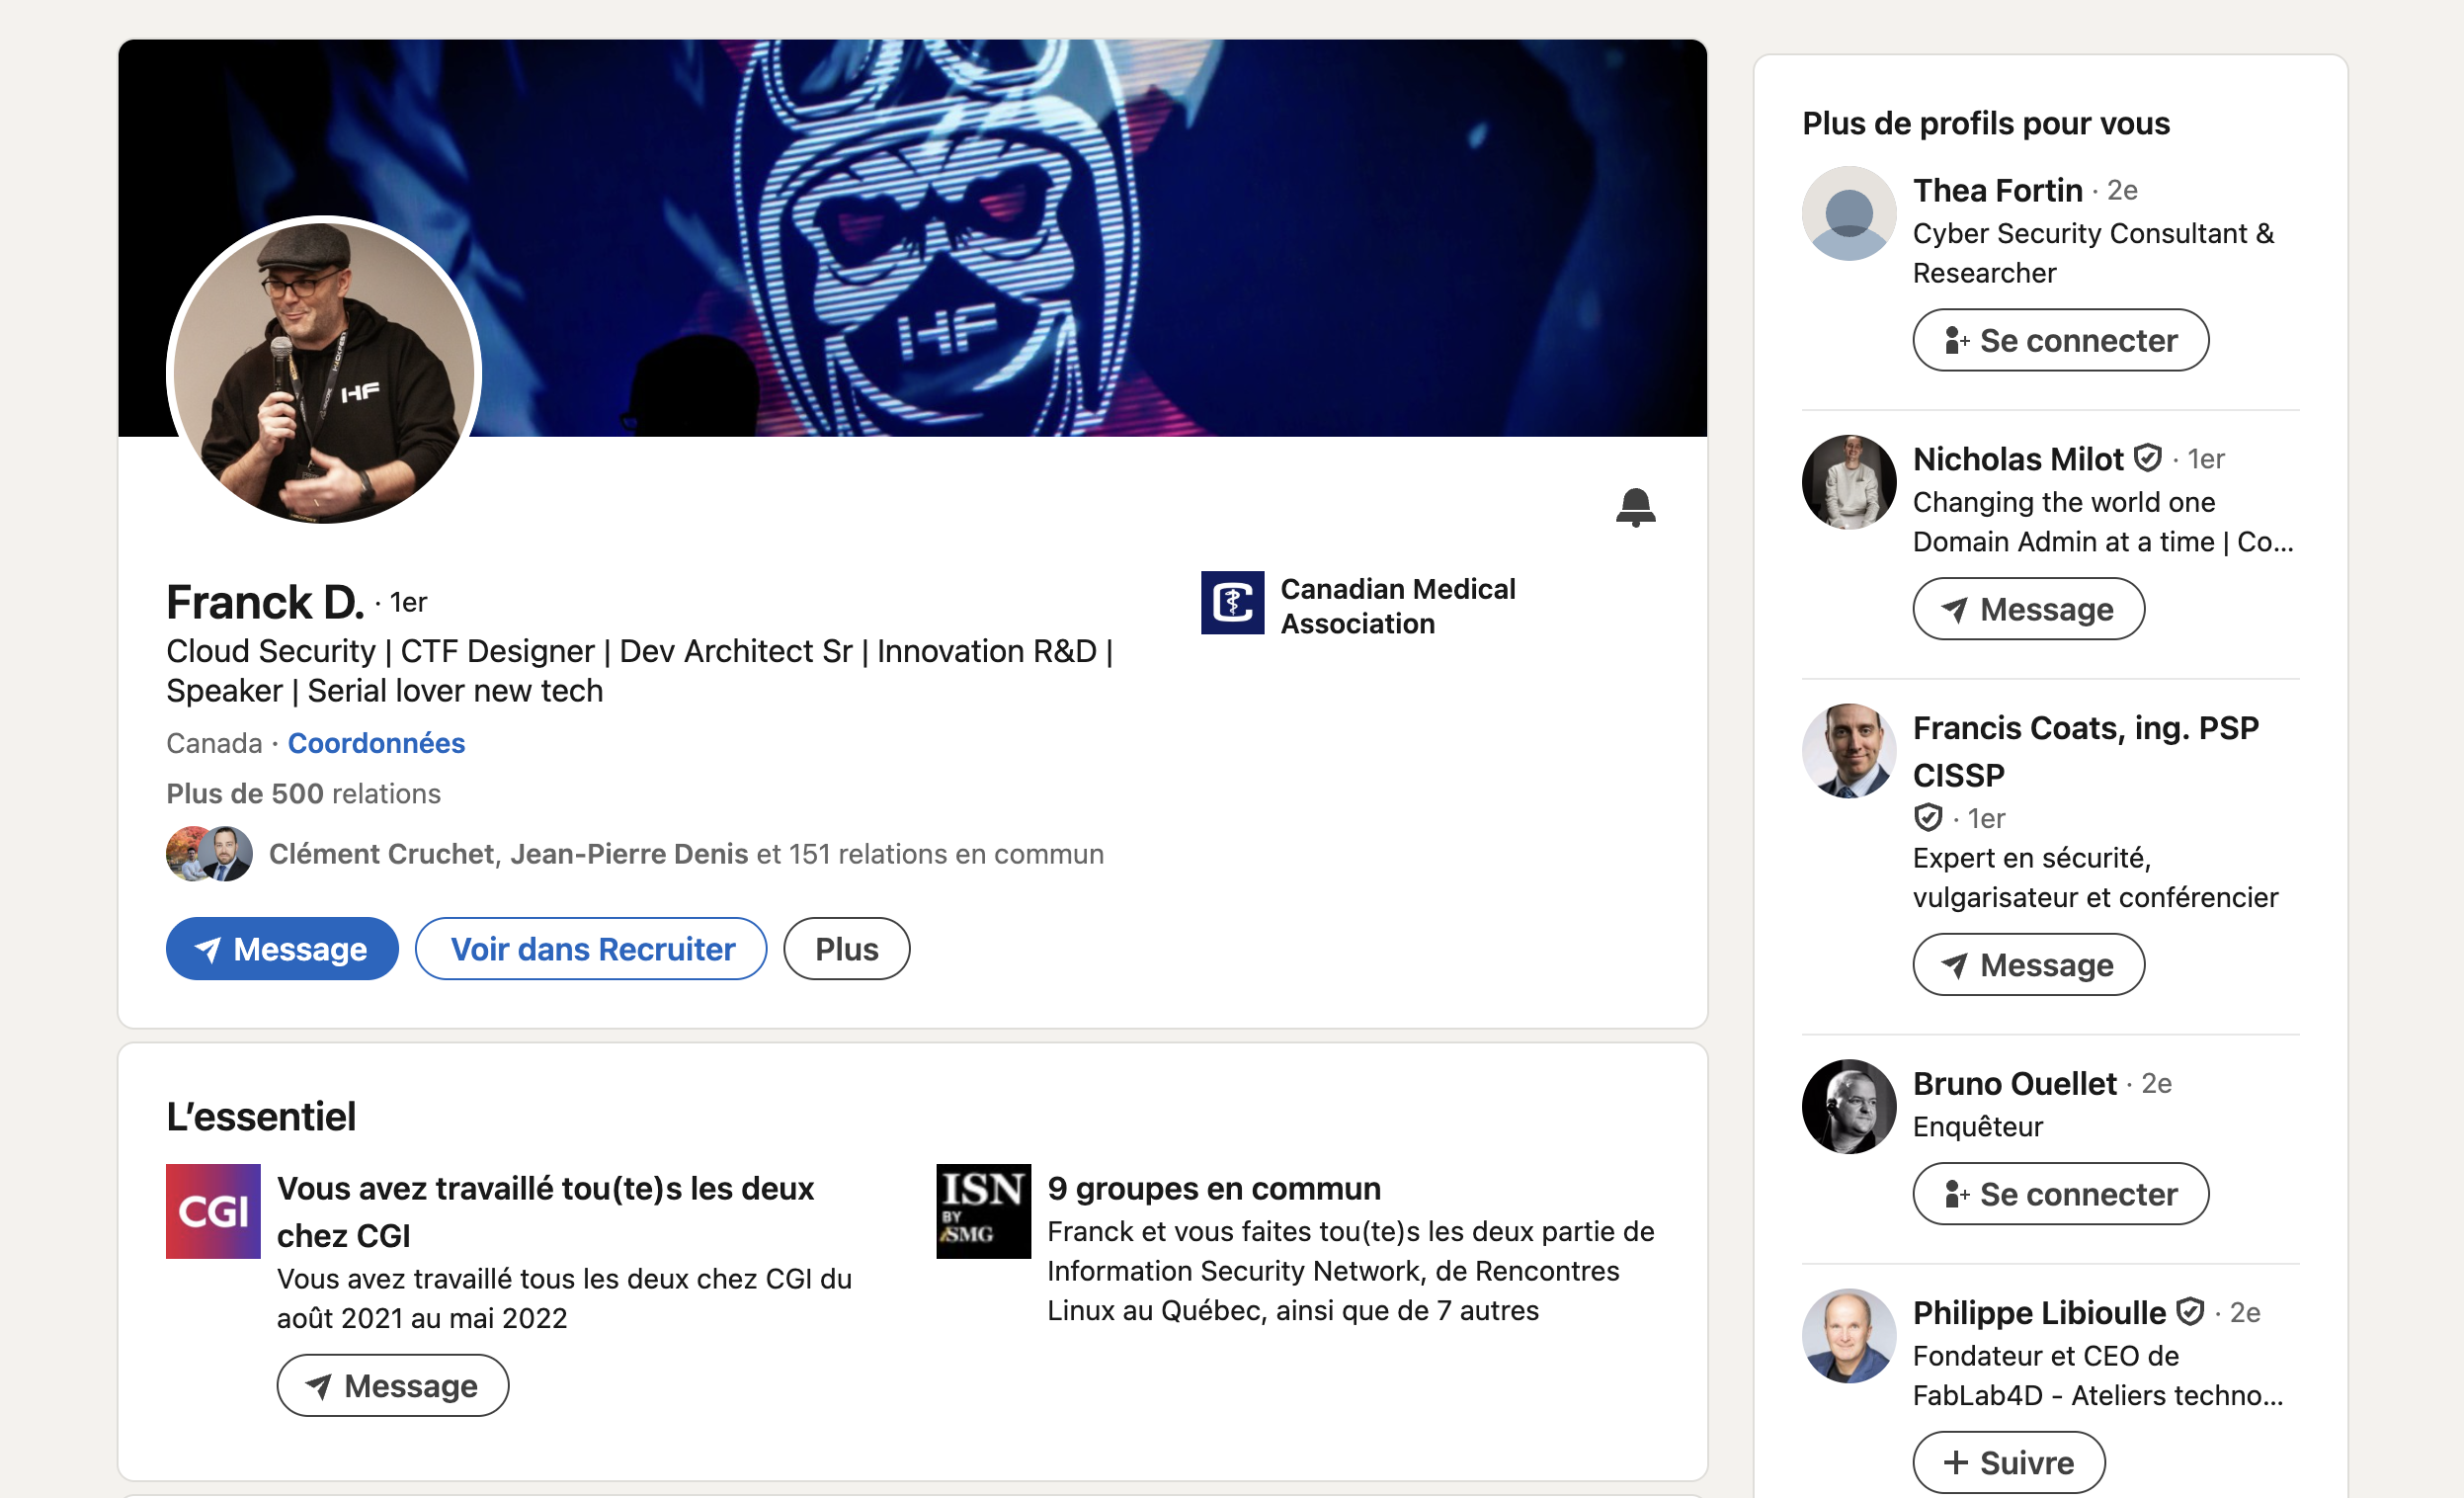 HF
HF
Franck D. · 1er
Cloud Security | CTF Designer | Dev Architect Sr | Innovation R&D |
Speaker | Serial lover new tech
Canada · Coordonnées
Plus de 500 relations
Clément Cruchet, Jean-Pierre Denis et 151 relations en commun
Message
Voir dans Recruiter
Plus
Canadian Medical
Association
L’essentiel
CGI
Vous avez travaillé tou(te)s les deux
chez CGI
Vous avez travaillé tous les deux chez CGI du
août 2021 au mai 2022
Message
ISN
BY
SMG
9 groupes en commun
Franck et vous faites tou(te)s les deux partie de
Information Security Network, de Rencontres
Linux au Québec, ainsi que de 7 autres
Plus de profils pour vous
Thea Fortin · 2e
Cyber Security Consultant &
Researcher
Se connecter
Nicholas Milot · 1er
Changing the world one
Domain Admin at a time | Co...
Message
Francis Coats, ing. PSP
CISSP
· 1er
Expert en sécurité,
vulgarisateur et conférencier
Message
Bruno Ouellet · 2e
Enquêteur
Se connecter
Philippe Libioulle · 2e
Fondateur et CEO de
FabLab4D - Ateliers techno...
Suivre